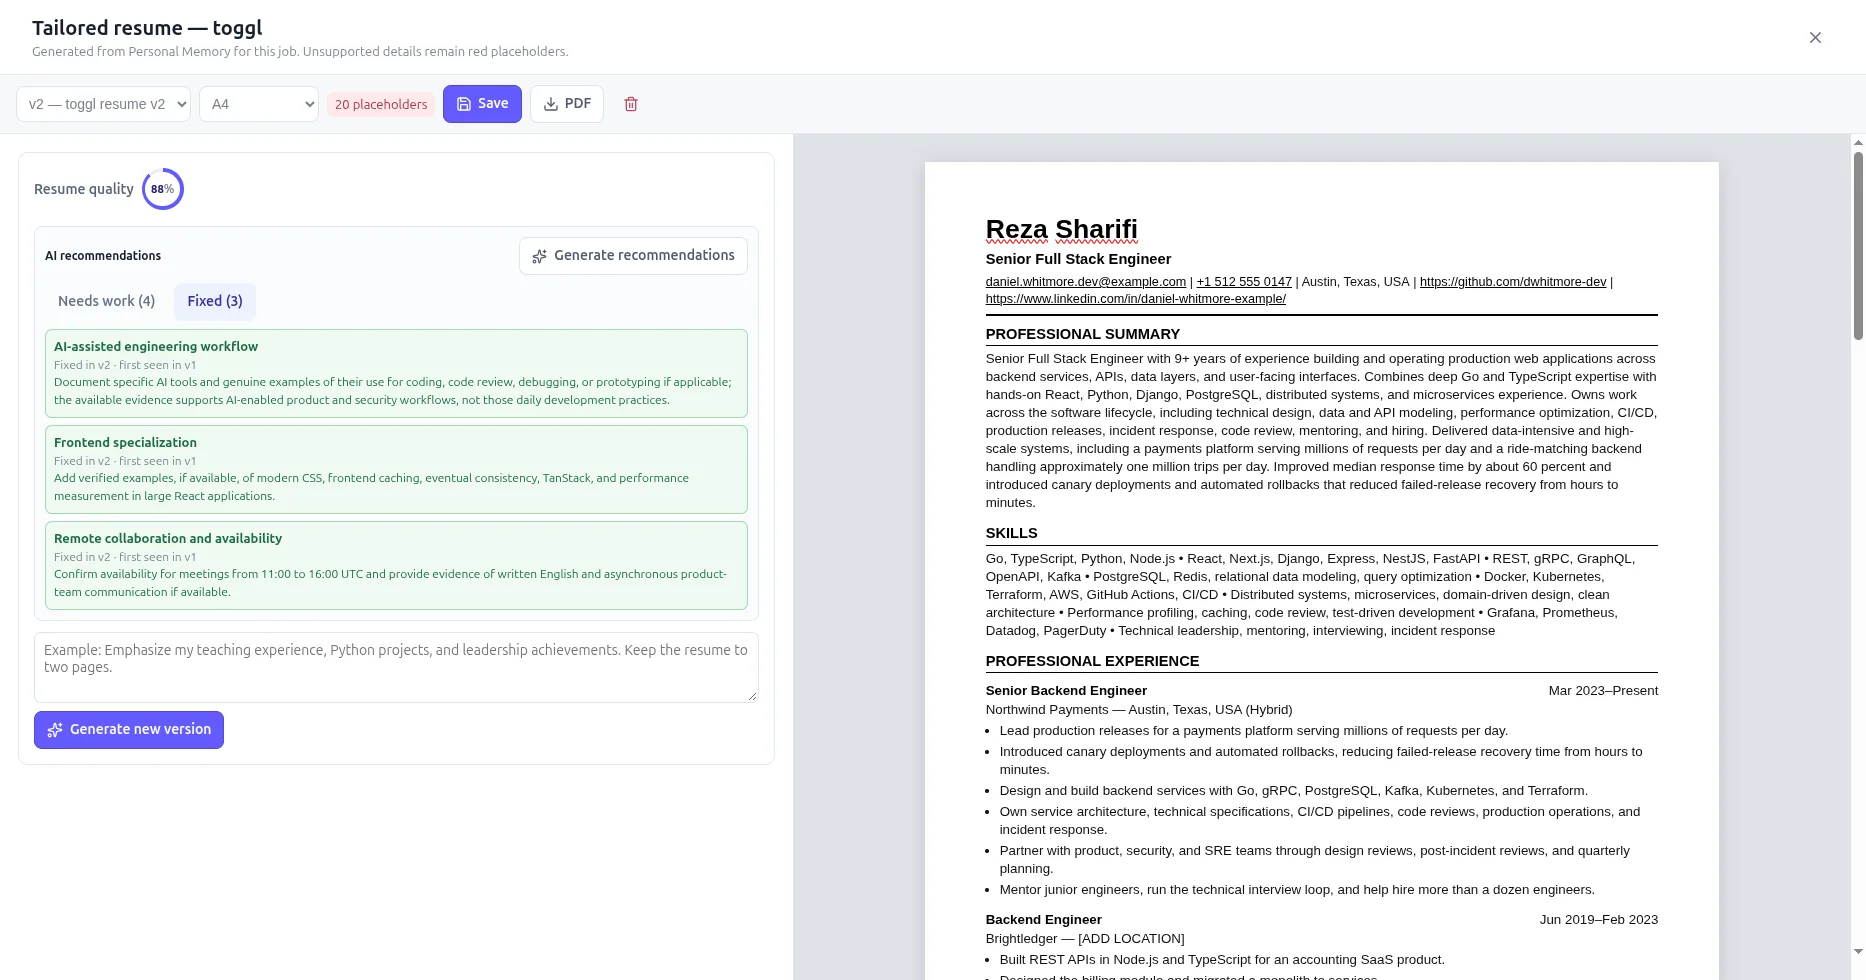 Tailored resume — toggl
Generated from Personal Memory for this job. Unsupported details remain red placeholders.
v2 — toggl resume v2
A4
20 placeholders
Save
PDF
Resume quality
88%
AI recommendations
Generate recommendations
Needs work (4)
Fixed (3)
AI-assisted engineering workflow
Fixed in v2 · first seen in v1
Document specific AI tools and genuine examples of their use for coding, code review, debugging, or prototyping if applicable;
the available evidence supports AI-enabled product and security workflows, not those daily development practices.
Frontend specialization
Fixed in v2 · first seen in v1
Add verified examples, if available, of modern CSS, frontend caching, eventual consistency, TanStack, and performance
measurement in large React applications.
Remote collaboration and availability
Fixed in v2 · first seen in v1
Confirm availability for meetings from 11:00 to 16:00 UTC and provide evidence of written English and asynchronous product-
team communication if available.
Example: Emphasize my teaching experience, Python projects, and leadership achievements. Keep the resume to
two pages.
Generate new version
Reza Sharifi
Senior Full Stack Engineer
daniel.whitmore.dev@example.com | +1 512 555 0147 | Austin, Texas, USA | https://github.com/dwhitmore-dev |
https://www.linkedin.com/in/daniel-whitmore-example/
PROFESSIONAL SUMMARY
Senior Full Stack Engineer with 9+ years of experience building and operating production web applications across
backend services, APIs, data layers, and user-facing interfaces. Combines deep Go and TypeScript expertise with
hands-on React, Python, Django, PostgreSQL, distributed systems, and microservices experience. Owns work
across the software lifecycle, including technical design, data and API modeling, performance optimization, CI/CD,
production releases, incident response, code review, mentoring, and hiring. Delivered data-intensive and high-
scale systems, including a payments platform serving millions of requests per day and a ride-matching backend
handling approximately one million trips per day. Improved median response time by about 60 percent and
introduced canary deployments and automated rollbacks that reduced failed-release recovery from hours to
minutes.
SKILLS
Go, TypeScript, Python, Node.js • React, Next.js, Django, Express, NestJS, FastAPI • REST, gRPC, GraphQL,
OpenAPI, Kafka • PostgreSQL, Redis, relational data modeling, query optimization • Docker, Kubernetes,
Terraform, AWS, GitHub Actions, CI/CD • Distributed systems, microservices, domain-driven design, clean
architecture • Performance profiling, caching, code review, test-driven development • Grafana, Prometheus,
Datadog, PagerDuty • Technical leadership, mentoring, interviewing, incident response
PROFESSIONAL EXPERIENCE
Senior Backend Engineer Mar 2023–Present
Northwind Payments — Austin, Texas, USA (Hybrid)
• Lead production releases for a payments platform serving millions of requests per day.
• Introduced canary deployments and automated rollbacks, reducing failed-release recovery time from hours to
minutes.
• Design and build backend services with Go, gRPC, PostgreSQL, Kafka, Kubernetes, and Terraform.
• Own service architecture, technical specifications, CI/CD pipelines, code reviews, production operations, and
incident response.
• Partner with product, security, and SRE teams through design reviews, post-incident reviews, and quarterly
planning.
• Mentor junior engineers, run the technical interview loop, and help hire more than a dozen engineers.
Backend Engineer Jun 2019–Feb 2023
Brightledger — [ADD LOCATION]
• Built REST APIs in Node.js and TypeScript for an accounting SaaS product.
• Designed the billing module and migrated a monolith to services.